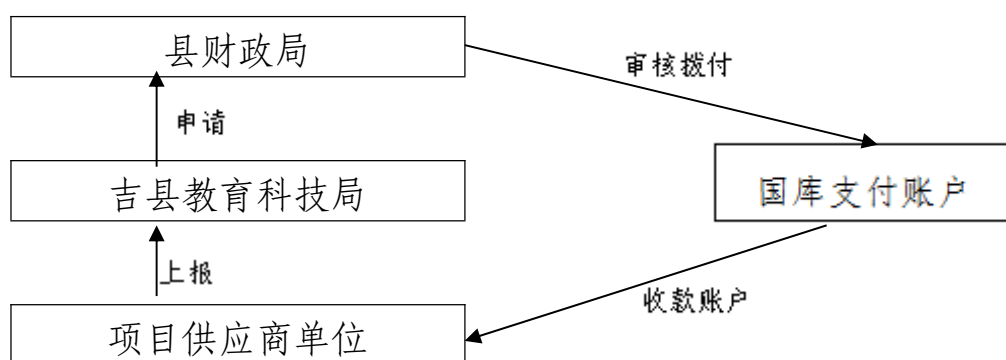 县财政局
审核拨付
申请
吉县教育科技局
国库支付账户
上报
收款账户
项目供应商单位